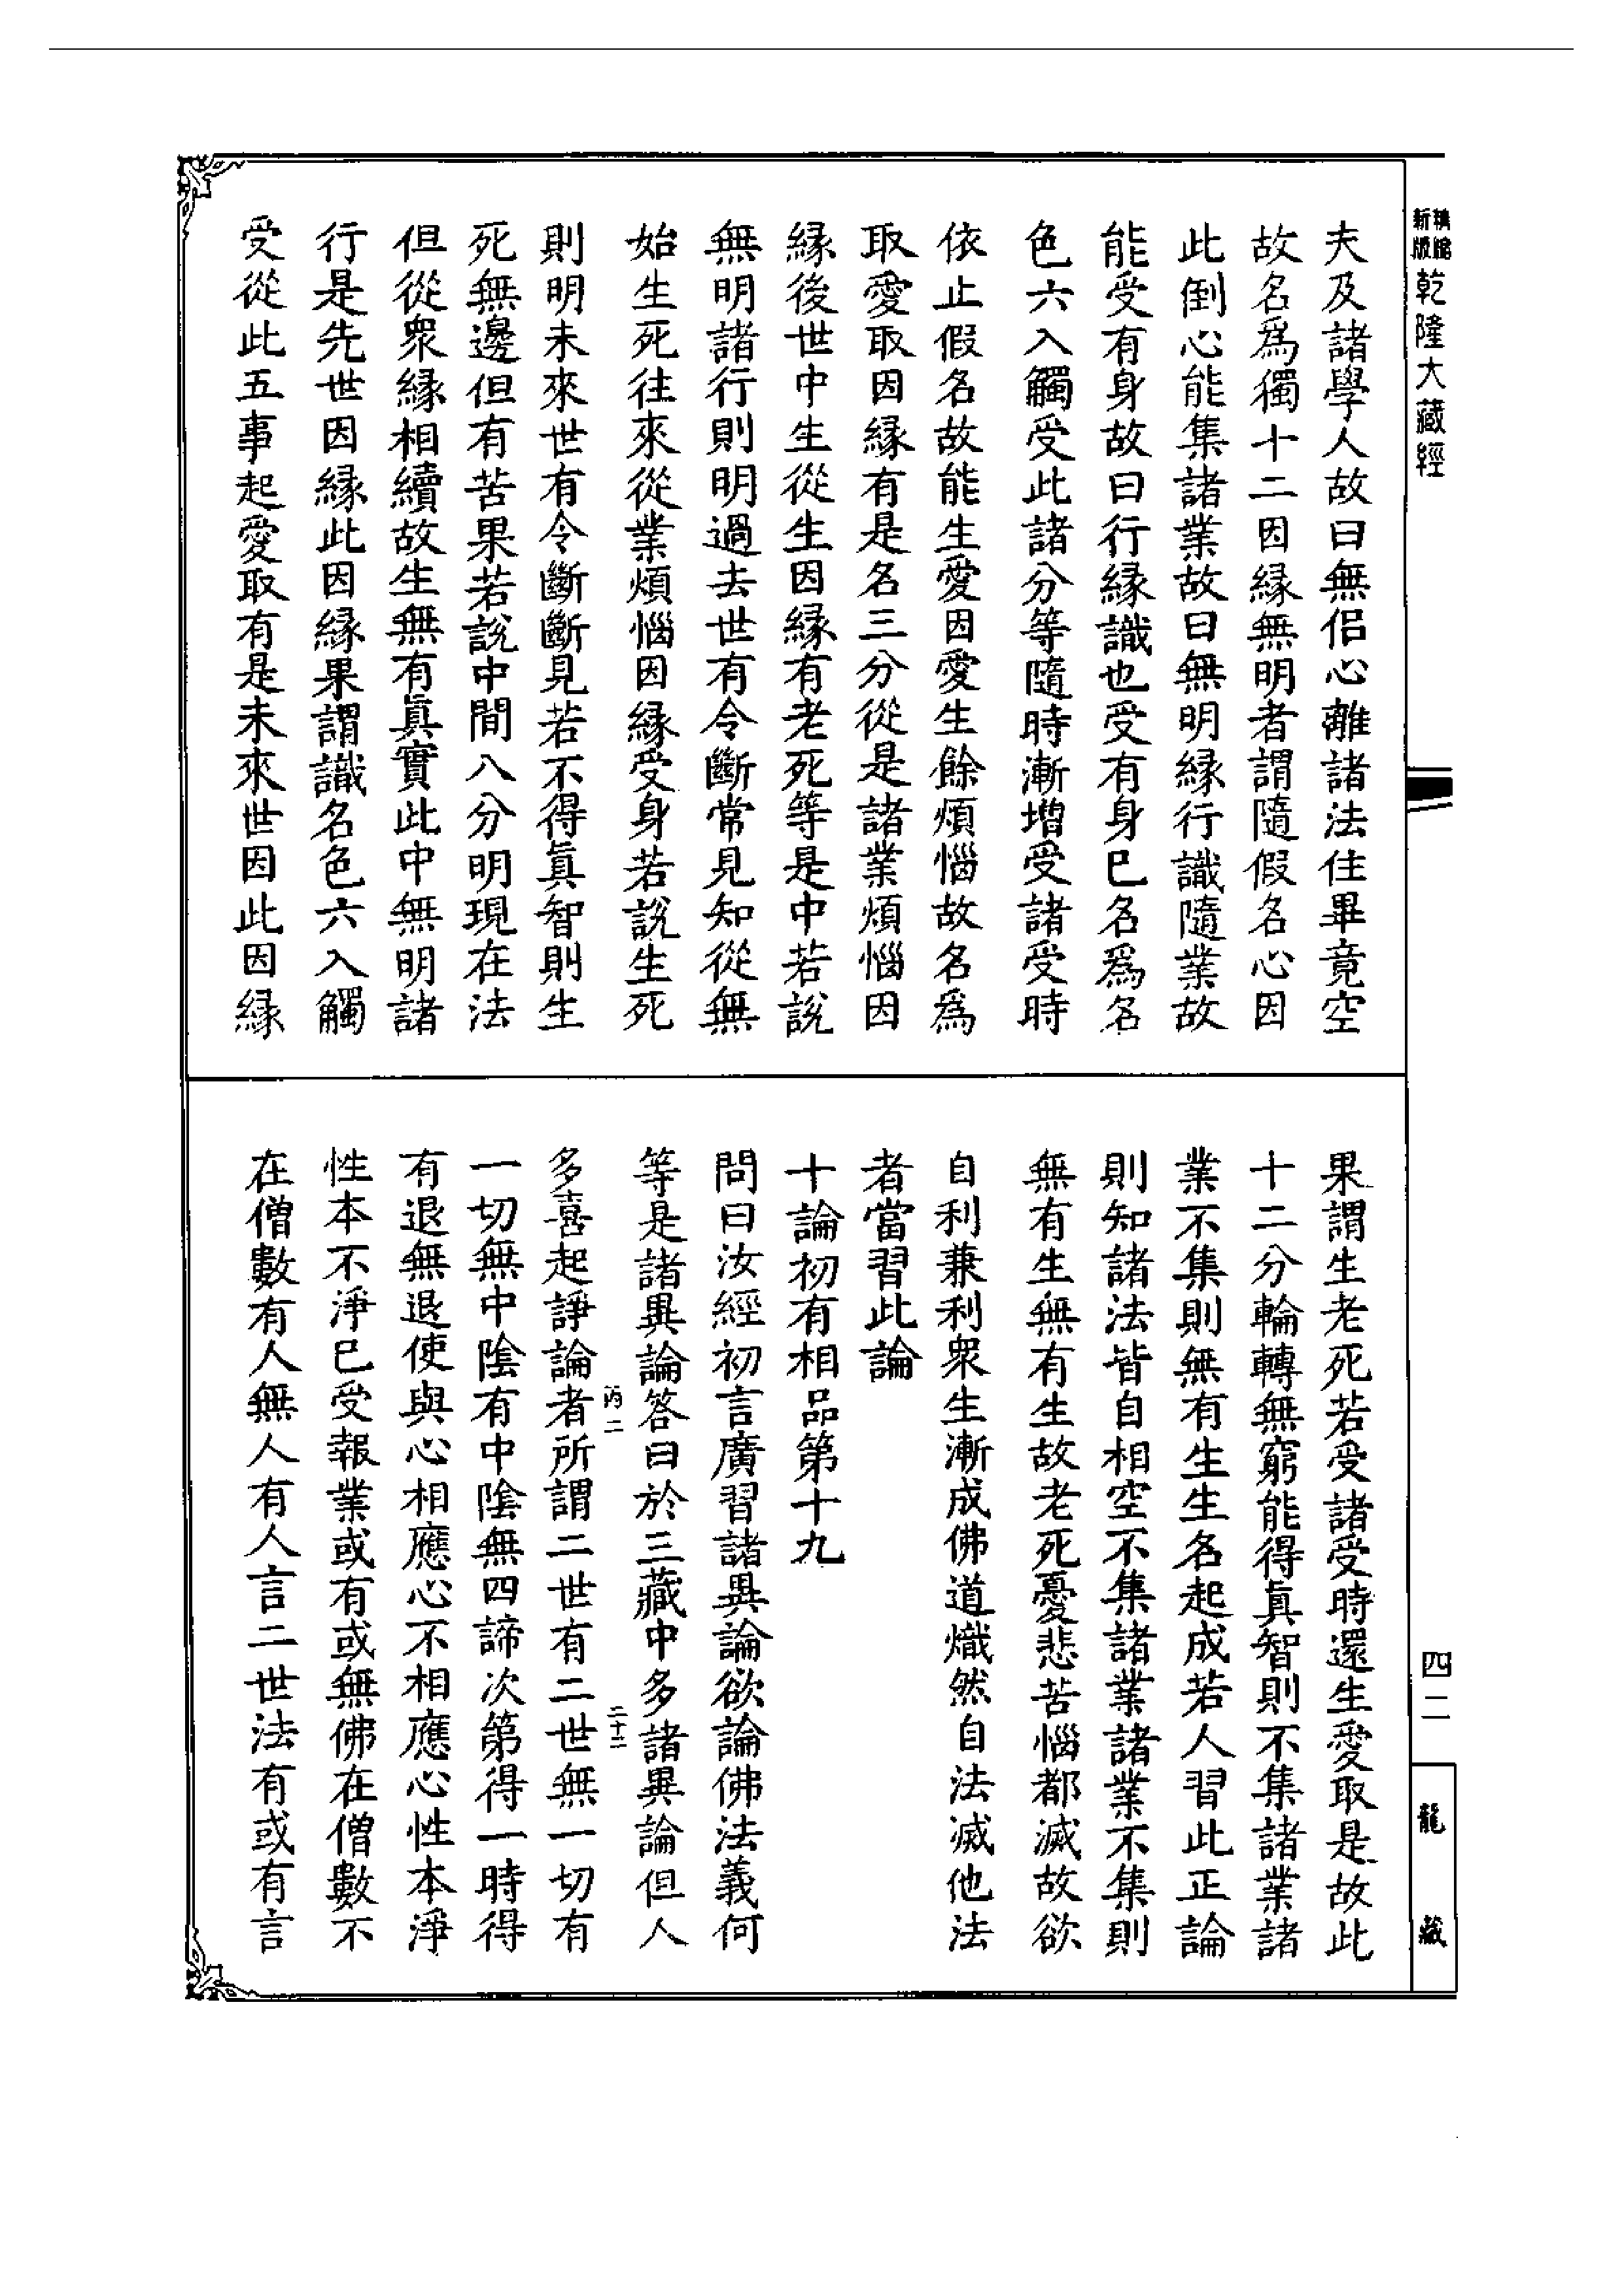 新版 精縮 乾隆大藏經
夫及諸學人故曰無侶心離諸法住畢竟空
故名爲獨十二因緣無明者謂隨假名心因
此倒心能集諸業故曰無明緣行識隨業故
能受有身故曰行緣識也受有身已名爲名
色六入觸受此諸分等隨時漸增受諸受時
依止假名故能生愛因愛生餘煩惱故名爲
取愛取因緣有是名三分從是諸業煩惱因
緣後世中生從生因緣有老死等是中若說
無明諸行則明過去世有令斷常見知從無
始生死往來從業煩惱因緣受身若說生死
則明未來世有令斷斷見若不得眞智則生
死無邊但有苦果若說中間八分明現在法
但從衆緣相續故生無有眞實此中無明諸
行是先世因緣此因緣果謂識名色六入觸
受從此五事起愛取有是未來世因此因緣
果謂生老死若受諸受時還生愛取是故此
十二分輪轉無窮能得眞智則不集諸業諸
業不集則無有生生名起成若人習此正論
則知諸法皆自相空不集諸業諸業不集則
無有生無有生故老死憂悲苦惱都滅故欲
自利兼利衆生漸成佛道熾然自法滅他法
者當習此論
十論初有相品第十九
問曰汝經初言廣習諸異論欲論佛法義何
等是諸異論答曰於三藏中多諸異論但人
丙二 二十二
多喜起諍論者所謂二世有二世無一切有
一切無中陰有中陰無四諦次第得一時得
有退無退使與心相應心不相應心性本淨
性本不淨已受報業或有或無佛在僧數不
在僧數有人無人有人言二世法有或有言
四二
龍藏